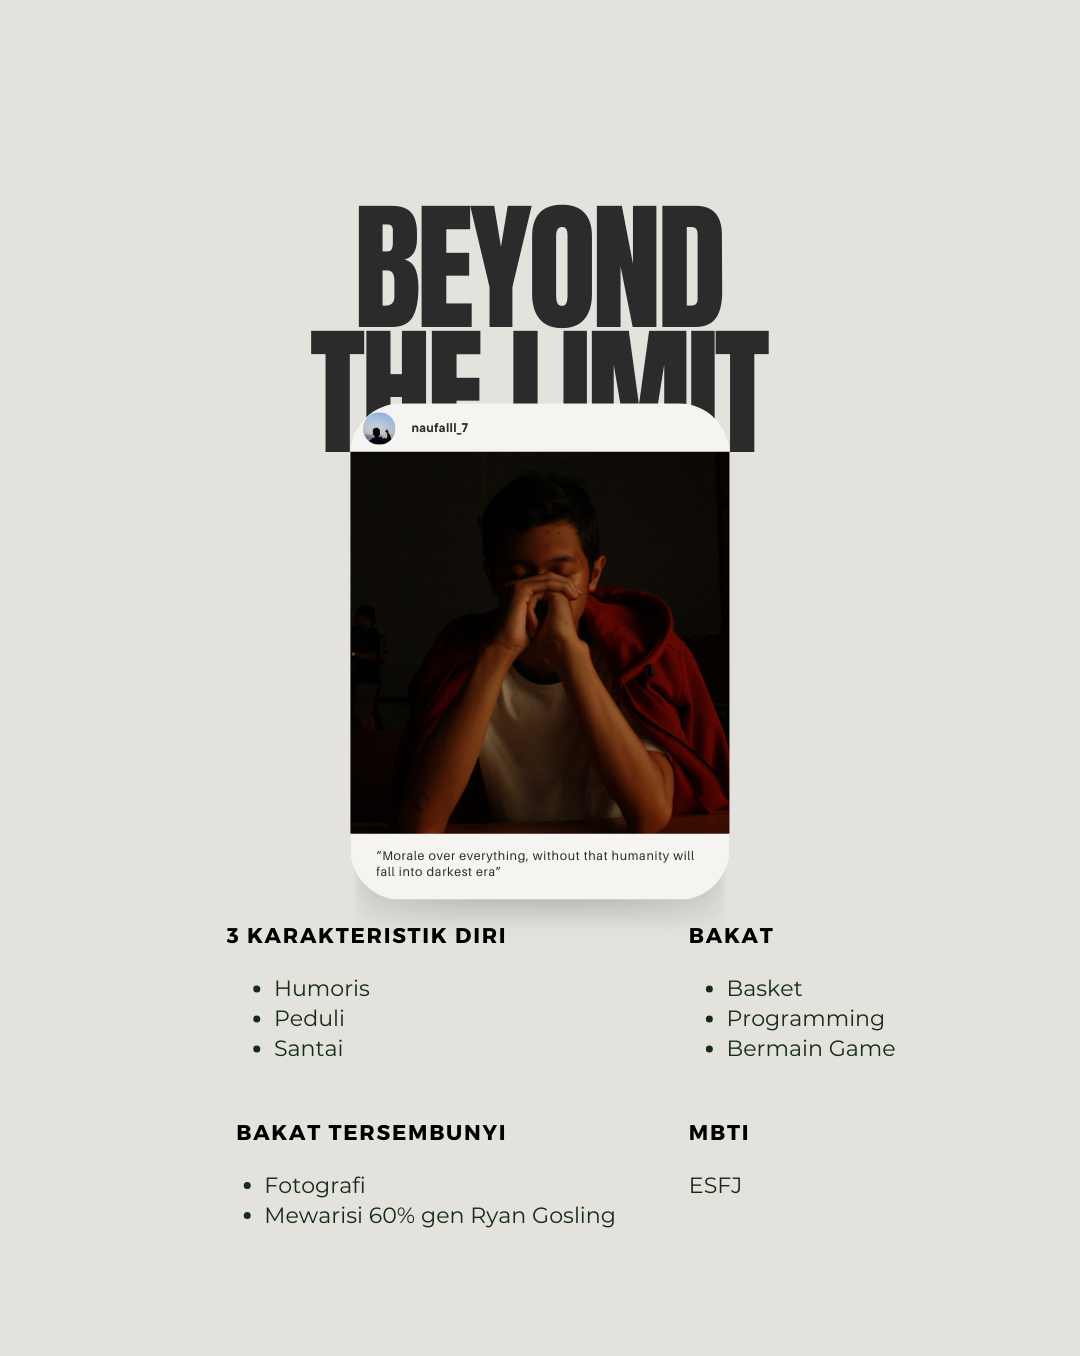 BEYOND
THE LIMIT
naufalll_7
“Morale over everything, without that humanity will
fall into darkest era”
3 KARAKTERISTIK DIRI
• Humoris
• Peduli
• Santai
BAKAT
• Basket
• Programming
• Bermain Game
BAKAT TERSEMBUNYI
• Fotografi
• Mewarisi 60% gen Ryan Gosling
MBTI
ESFJ